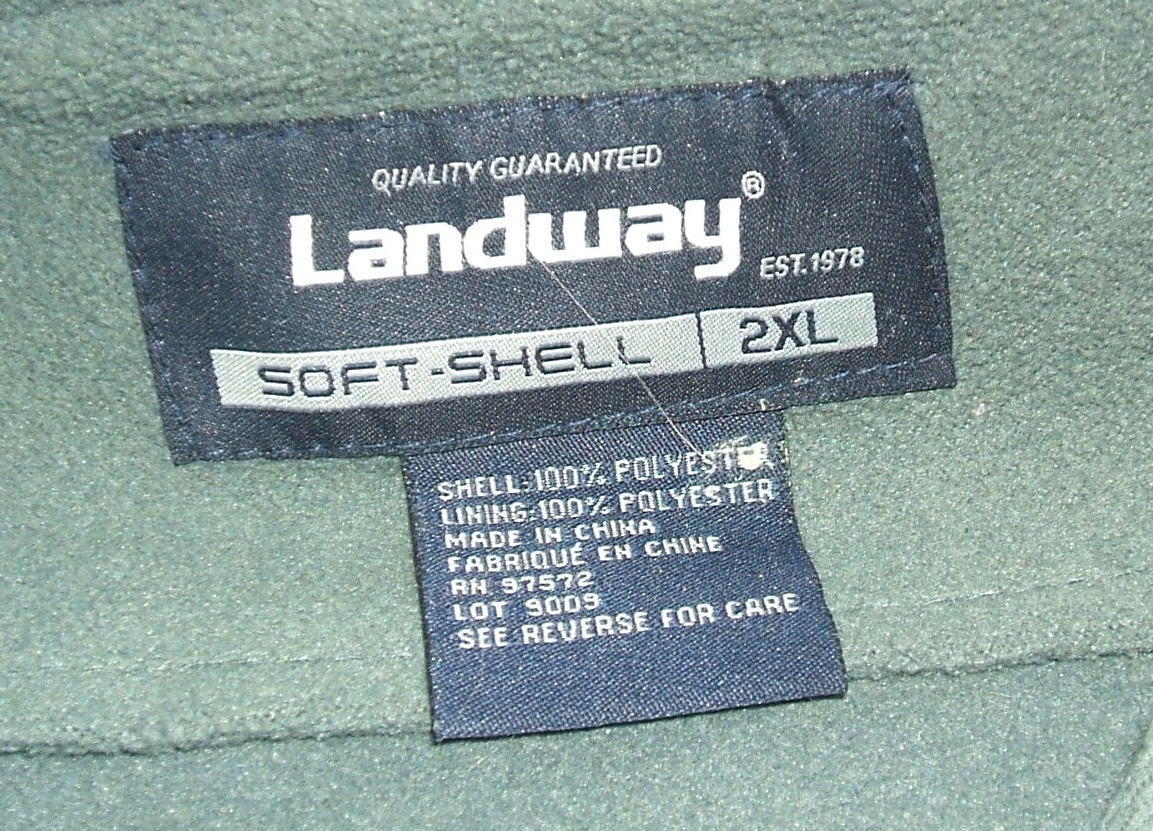 QUALITY GUARANTEED
Landway®
EST. 1978
SOFT-SHELL 2XL
SHELL:100% POLYESTER
LINING:100% POLYESTER
MADE IN CHINA
FABRIQUÉ EN CHINE
RN 97572
LOT 9009
SEE REVERSE FOR CARE